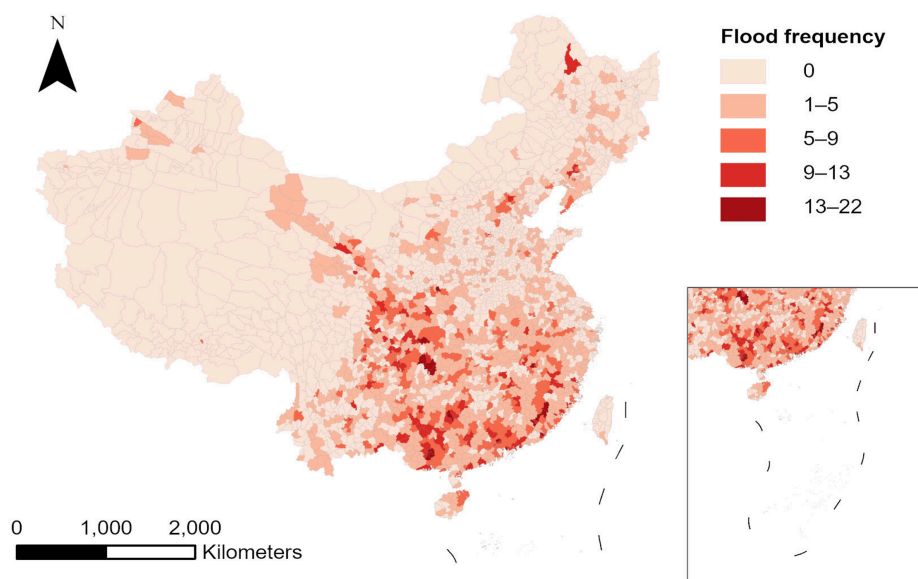 N
Flood frequency
0
1–5
5–9
9–13
13–22
0 1,000 2,000
Kilometers